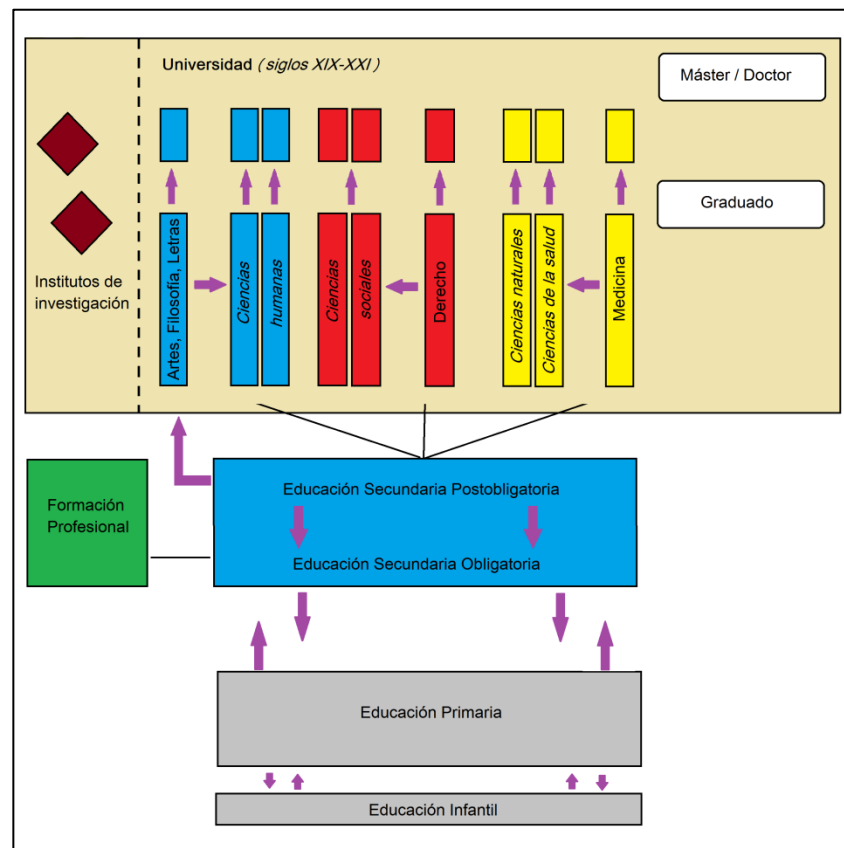 Universidad ( siglos XIX-XXI )
Máster / Doctor
Graduado
Institutos de
investigación
Artes, Filosofía, Letras
Ciencias
humanas
Ciencias
sociales
Derecho
Ciencias naturales
Ciencias de la salud
Medicina
Formación
Profesional
Educación Secundaria Postobligatoria
Educación Secundaria Obligatoria
Educación Primaria
Educación Infantil